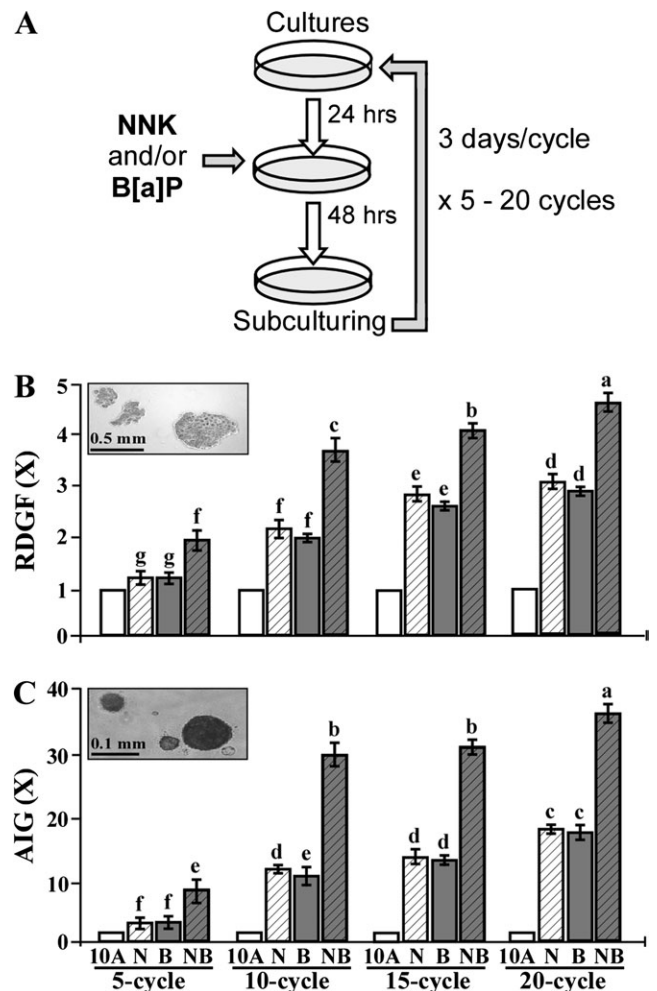 A
Cultures
24 hrs
NNK
and/or
B[a]P
3 days/cycle
x 5 - 20 cycles
48 hrs
Subculturing
B
RDGF (X)
5
4
3
2
1
0
0.5 mm
g g f
f f c
e e b
d d a
C
AIG (X)
40
30
20
10
0
0.1 mm
f f e
d e b
d d b
c c a
10A N B NB 10A N B NB 10A N B NB 10A N B NB
5-cycle 10-cycle 15-cycle 20-cycle